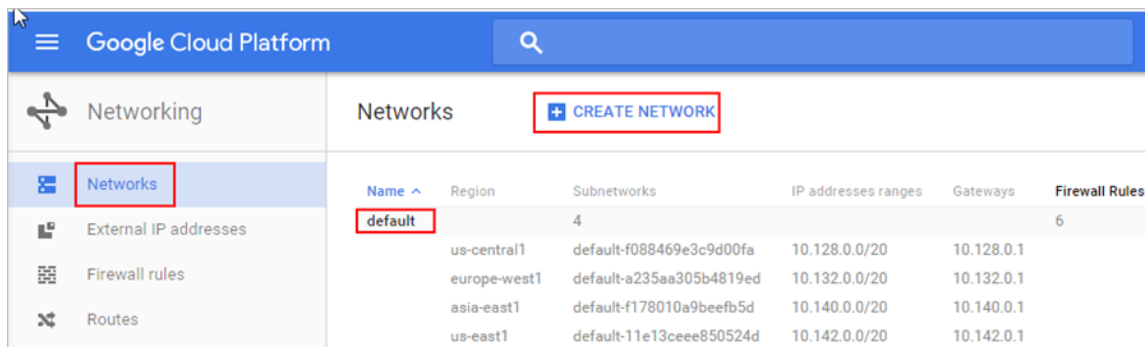 Google Cloud Platform
Networking
Networks
External IP addresses
Firewall rules
Routes
Networks CREATE NETWORK
Name Region Subnetworks IP addresses ranges Gateways Firewall Rules
default 4 6
us-central1 default-f088469e3c9d00fa 10.128.0.0/20 10.128.0.1
europe-west1 default-a235aa305b4819ed 10.132.0.0/20 10.132.0.1
asia-east1 default-f178010a9beefb5d 10.140.0.0/20 10.140.0.1
us-east1 default-11e13ceee850524d 10.142.0.0/20 10.142.0.1